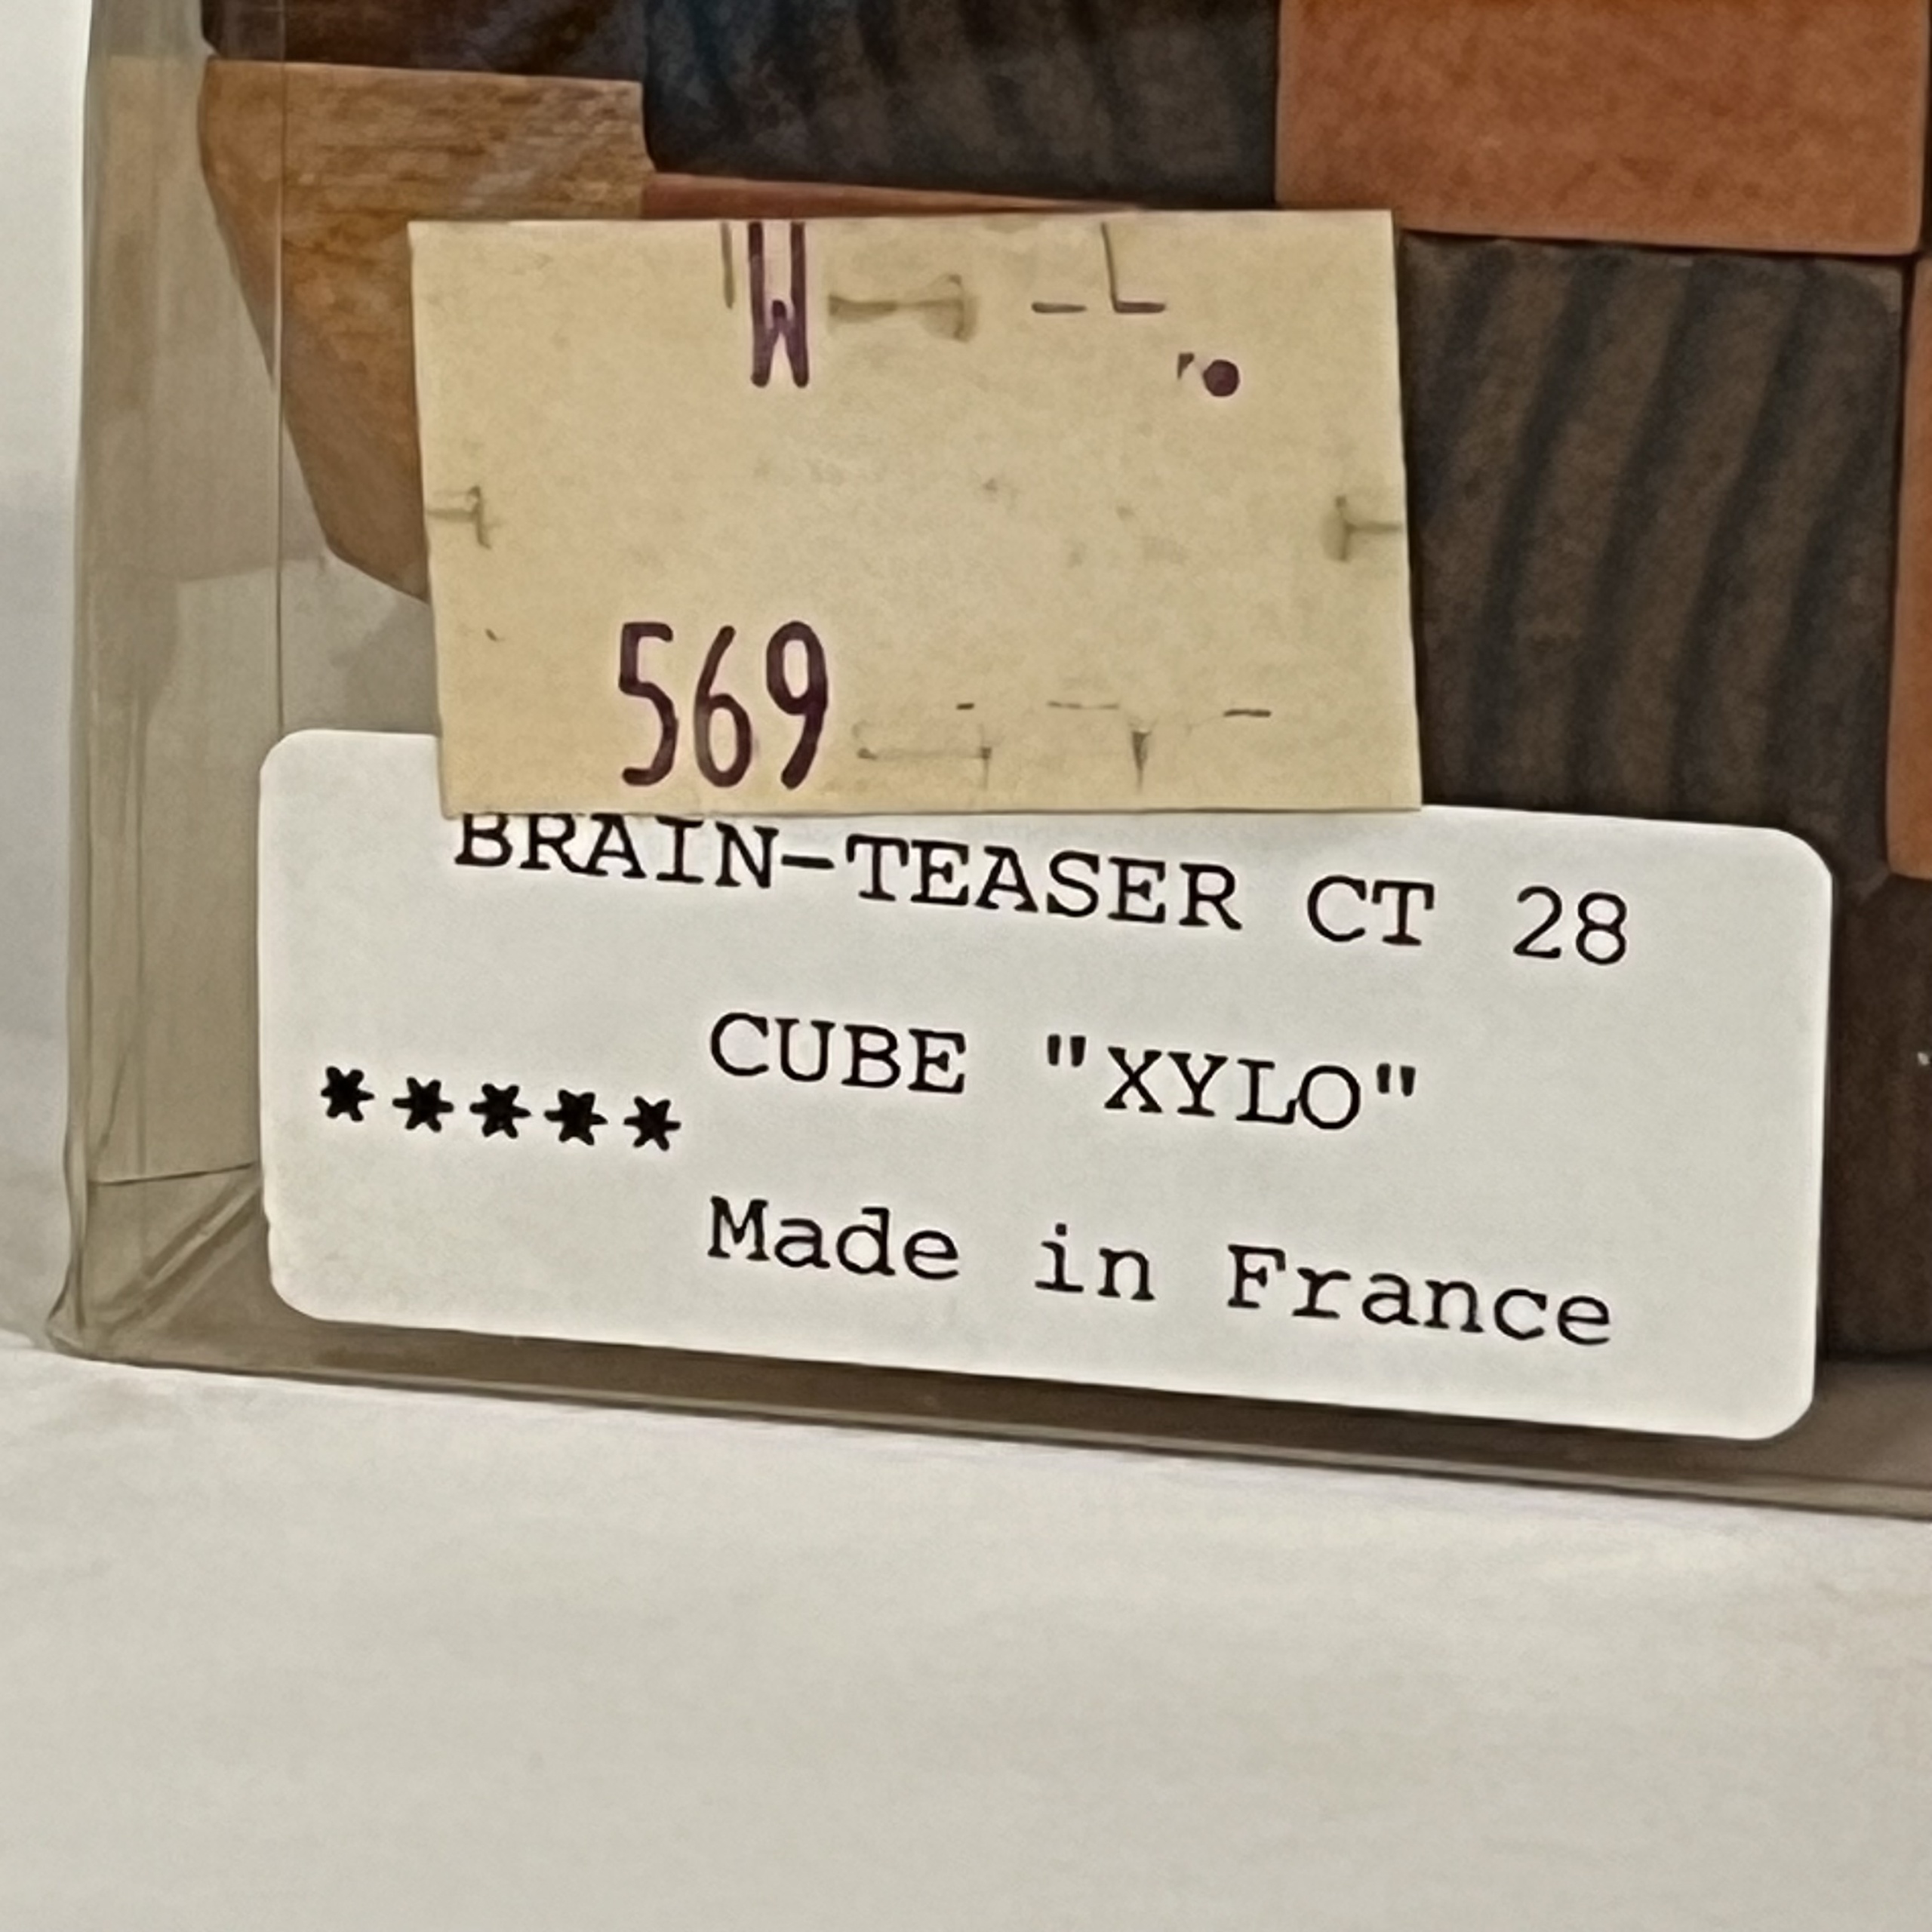 569
BRAIN-TEASER CT 28
CUBE "XYLO"
*****
Made in France